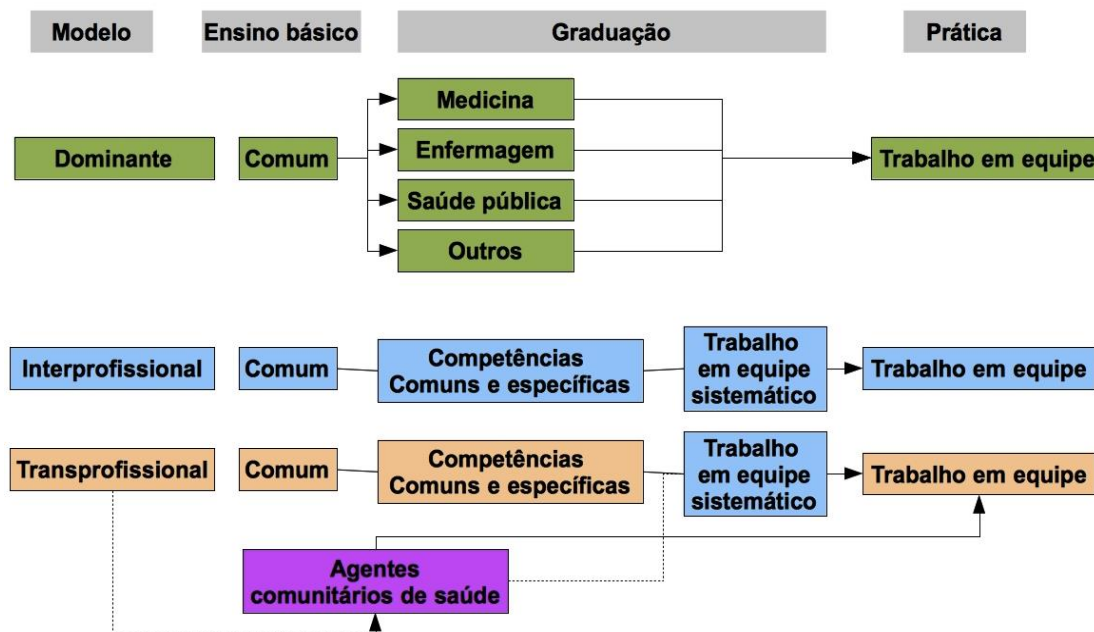 Modelo
Ensino básico
Graduação
Prática
Medicina
Dominante
Comum
Enfermagem
Trabalho em equipe
Saúde pública
Outros
Interprofissional
Comum
Competências
Comuns e específicas
Trabalho
em equipe
sistemático
Trabalho em equipe
Transprofissional
Comum
Competências
Comuns e específicas
Trabalho
em equipe
sistemático
Trabalho em equipe
Agentes
comunitários de saúde